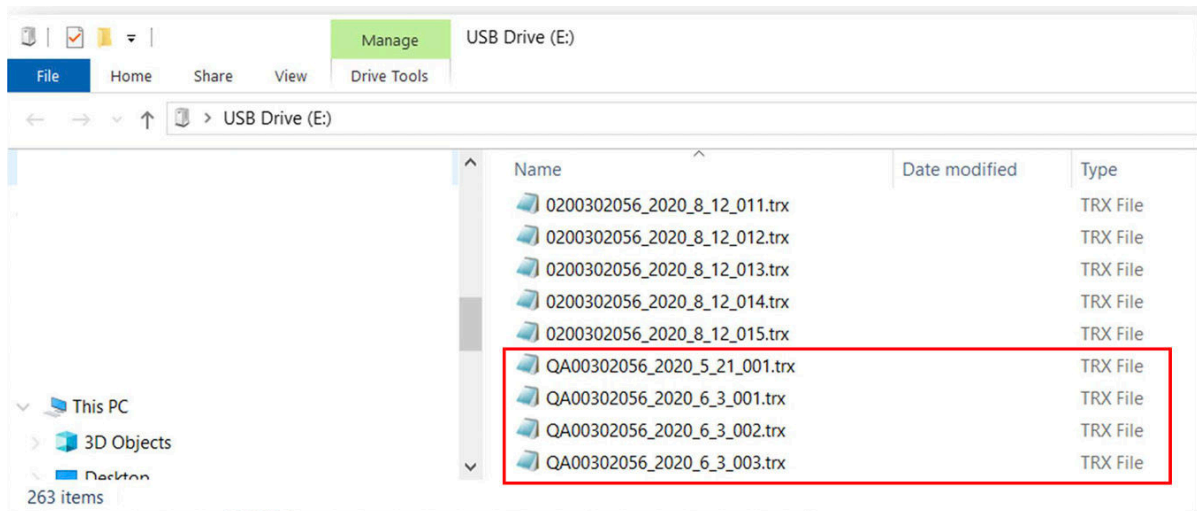 Manage USB Drive (E:)
File Home Share View Drive Tools
USB Drive (E:)
Name Date modified Type
0200302056_2020_8_12_011.trx TRX File
0200302056_2020_8_12_012.trx TRX File
0200302056_2020_8_12_013.trx TRX File
0200302056_2020_8_12_014.trx TRX File
0200302056_2020_8_12_015.trx TRX File
QA00302056_2020_5_21_001.trx TRX File
This PC QA00302056_2020_6_3_001.trx TRX File
3D Objects QA00302056_2020_6_3_002.trx TRX File
Desktop QA00302056_2020_6_3_003.trx TRX File
263 items